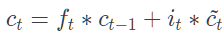 c_t = f_t * c_{t-1} + i_t * \tilde{c}_t